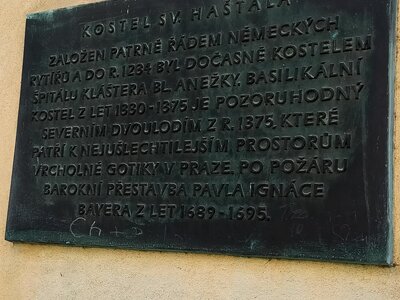 KOSTEL SV. HAŠTALA
ZALOŽEN PATRNĚ ŘÁDEM NĚMECKÝCH
RYTÍŘŮ A DO R. 1234 BYL DOČASNĚ KOSTELEM
ŠPITÁLU KLÁŠTERA BL. ANEŽKY. BASILIKÁLNÍ
KOSTEL Z LET 1330-1375 JE POZORUHODNÝ
SEVERNÍM DVOULODÍM Z R. 1375, KTERÉ
PATŘÍ K NEJUŠLECHTILEJŠÍM PROSTORŮM
VRCHOLNÉ GOTIKY V PRAZE. PO POŽÁRU
BAROKNÍ PŘESTAVBA PAVLA IGNÁCE
BAYERA Z LET 1689-1695.
Ch + D